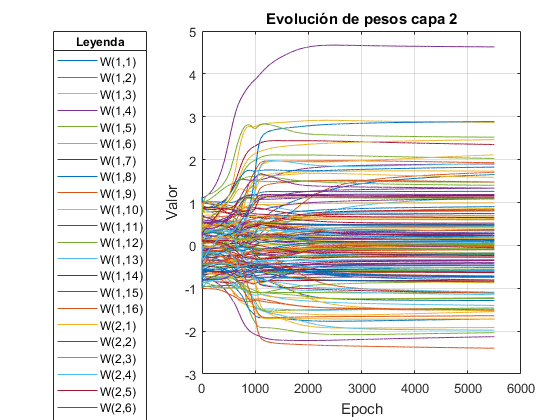 Evolución de pesos capa 2
Leyenda
W(1,1)
W(1,2)
W(1,3)
W(1,4)
W(1,5)
W(1,6)
W(1,7)
W(1,8)
W(1,9)
W(1,10)
W(1,11)
W(1,12)
W(1,13)
W(1,14)
W(1,15)
W(1,16)
W(2,1)
W(2,2)
W(2,3)
W(2,4)
W(2,5)
W(2,6)
Valor
5
4
3
2
1
0
-1
-2
-3
0 1000 2000 3000 4000 5000 6000
Epoch